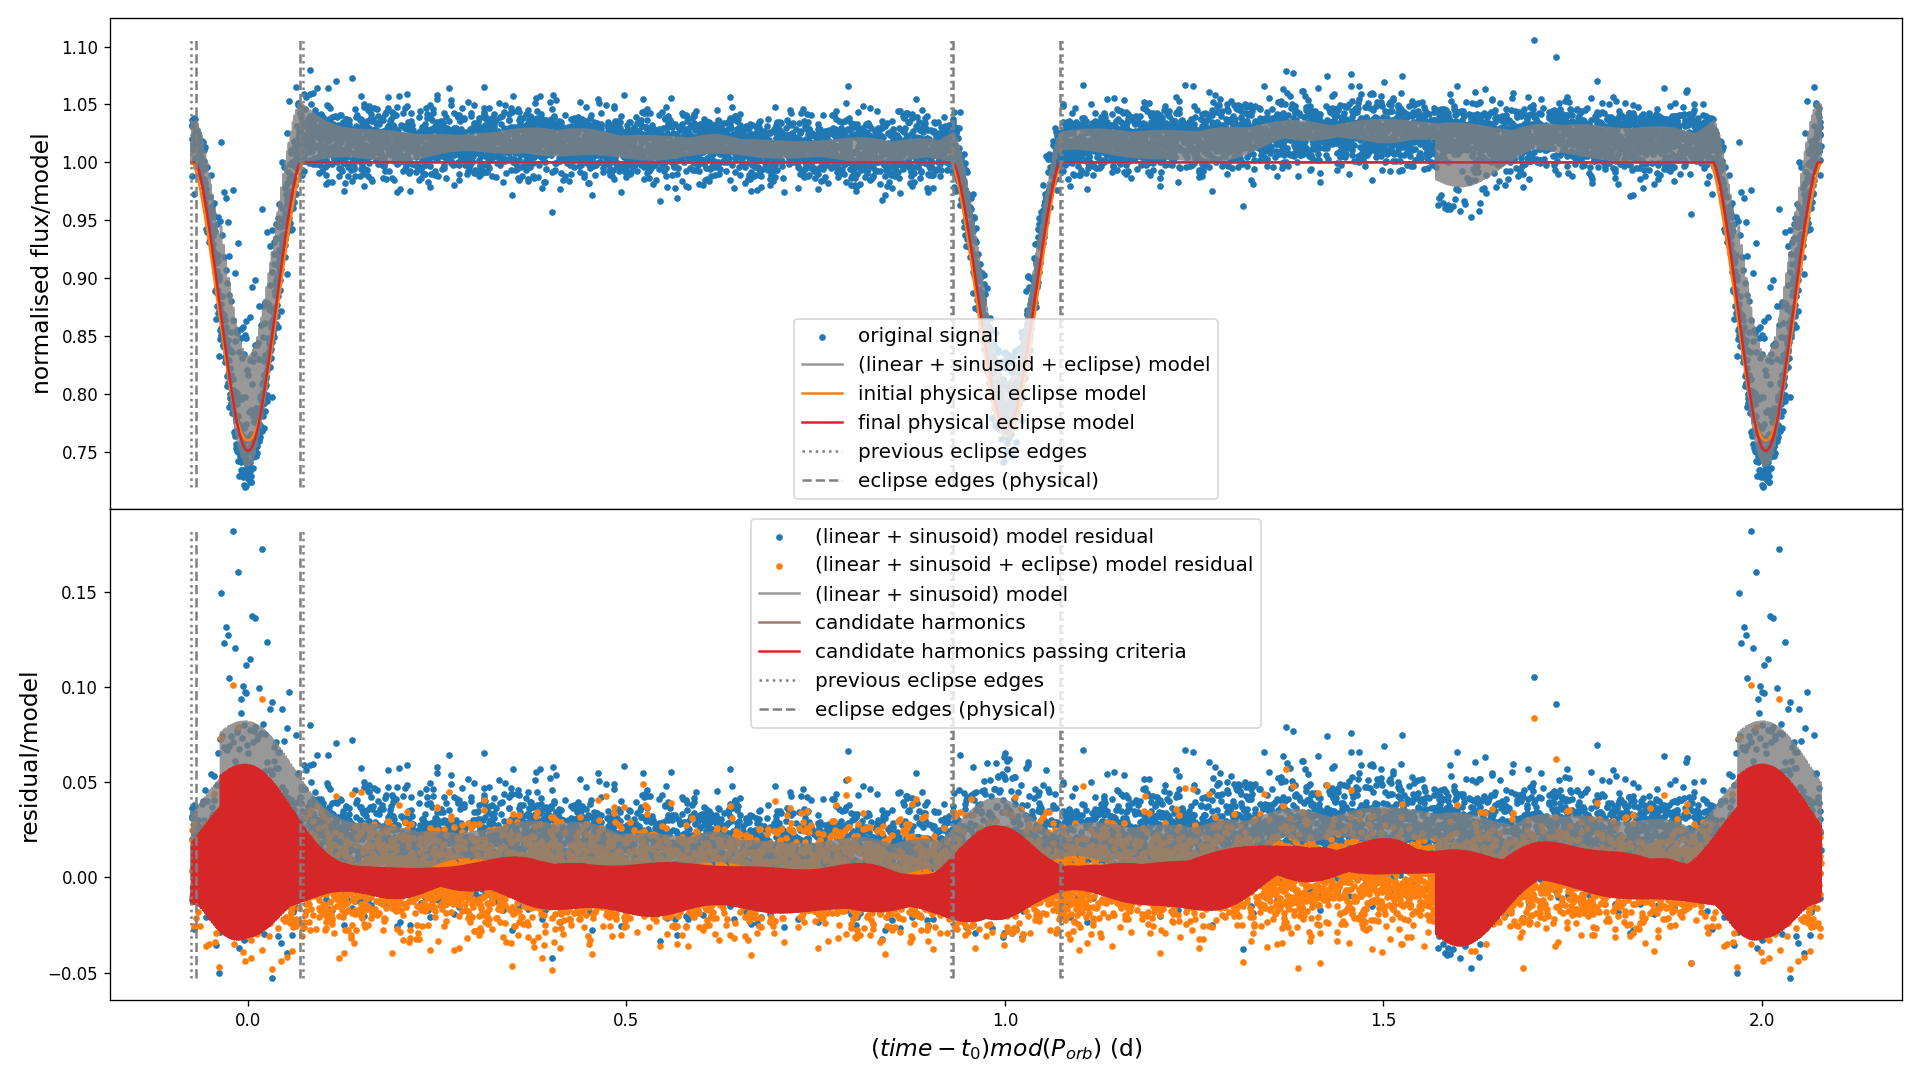 1.10
1.05
1.00
0.95
0.90
0.85
0.80
0.75
normalised flux/model
original signal
(linear + sinusoid + eclipse) model
initial physical eclipse model
final physical eclipse model
previous eclipse edges
eclipse edges (physical)
0.15
0.10
0.05
0.00
−0.05
residual/model
(linear + sinusoid) model residual
(linear + sinusoid + eclipse) model residual
(linear + sinusoid) model
candidate harmonics
candidate harmonics passing criteria
previous eclipse edges
eclipse edges (physical)
0.0 0.5 1.0 1.5 2.0
(time − t₀)mod(P_orb) (d)